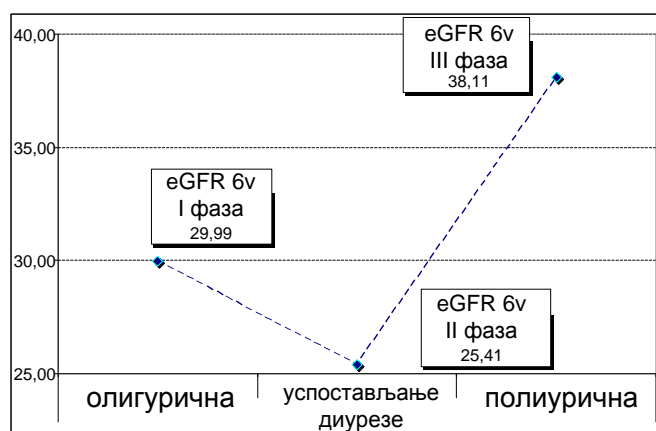 40,00
35,00
30,00
25,00
eGFR 6v
I фаза
29,99
eGFR 6v
II фаза
25,41
eGFR 6v
III фаза
38,11
олигурична
успостављање
диурезе
полиурична